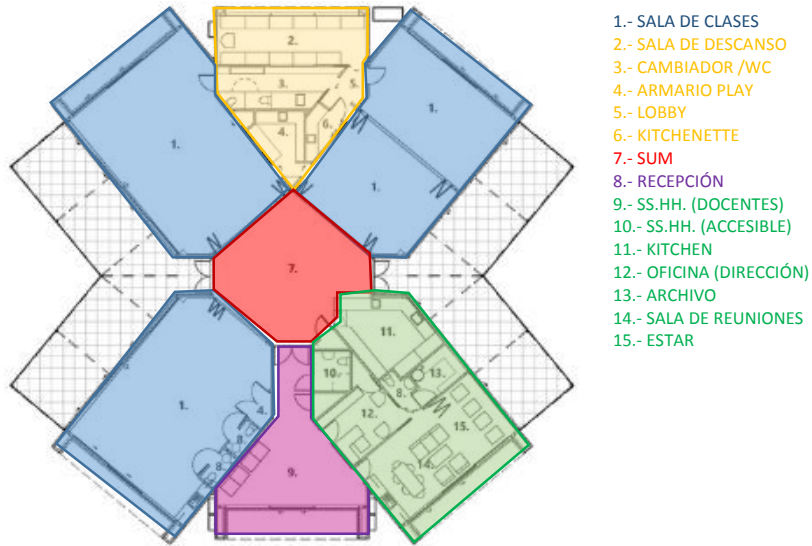 1.- SALA DE CLASES
2.- SALA DE DESCANSO
3.- CAMBIADOR /WC
4.- ARMARIO PLAY
5.- LOBBY
6.- KITCHENETTE
7.- SUM
8.- RECEPCIÓN
9.- SS.HH. (DOCENTES)
10.- SS.HH. (ACCESIBLE)
11.- KITCHEN
12.- OFICINA (DIRECCIÓN)
13.- ARCHIVO
14.- SALA DE REUNIONES
15.- ESTAR
2.
3.
5.
1.
6.
4.
1.
1.
7.
11.
10.
13.
8.
4.
1.
12.
15.
8.
8.
14.
9.